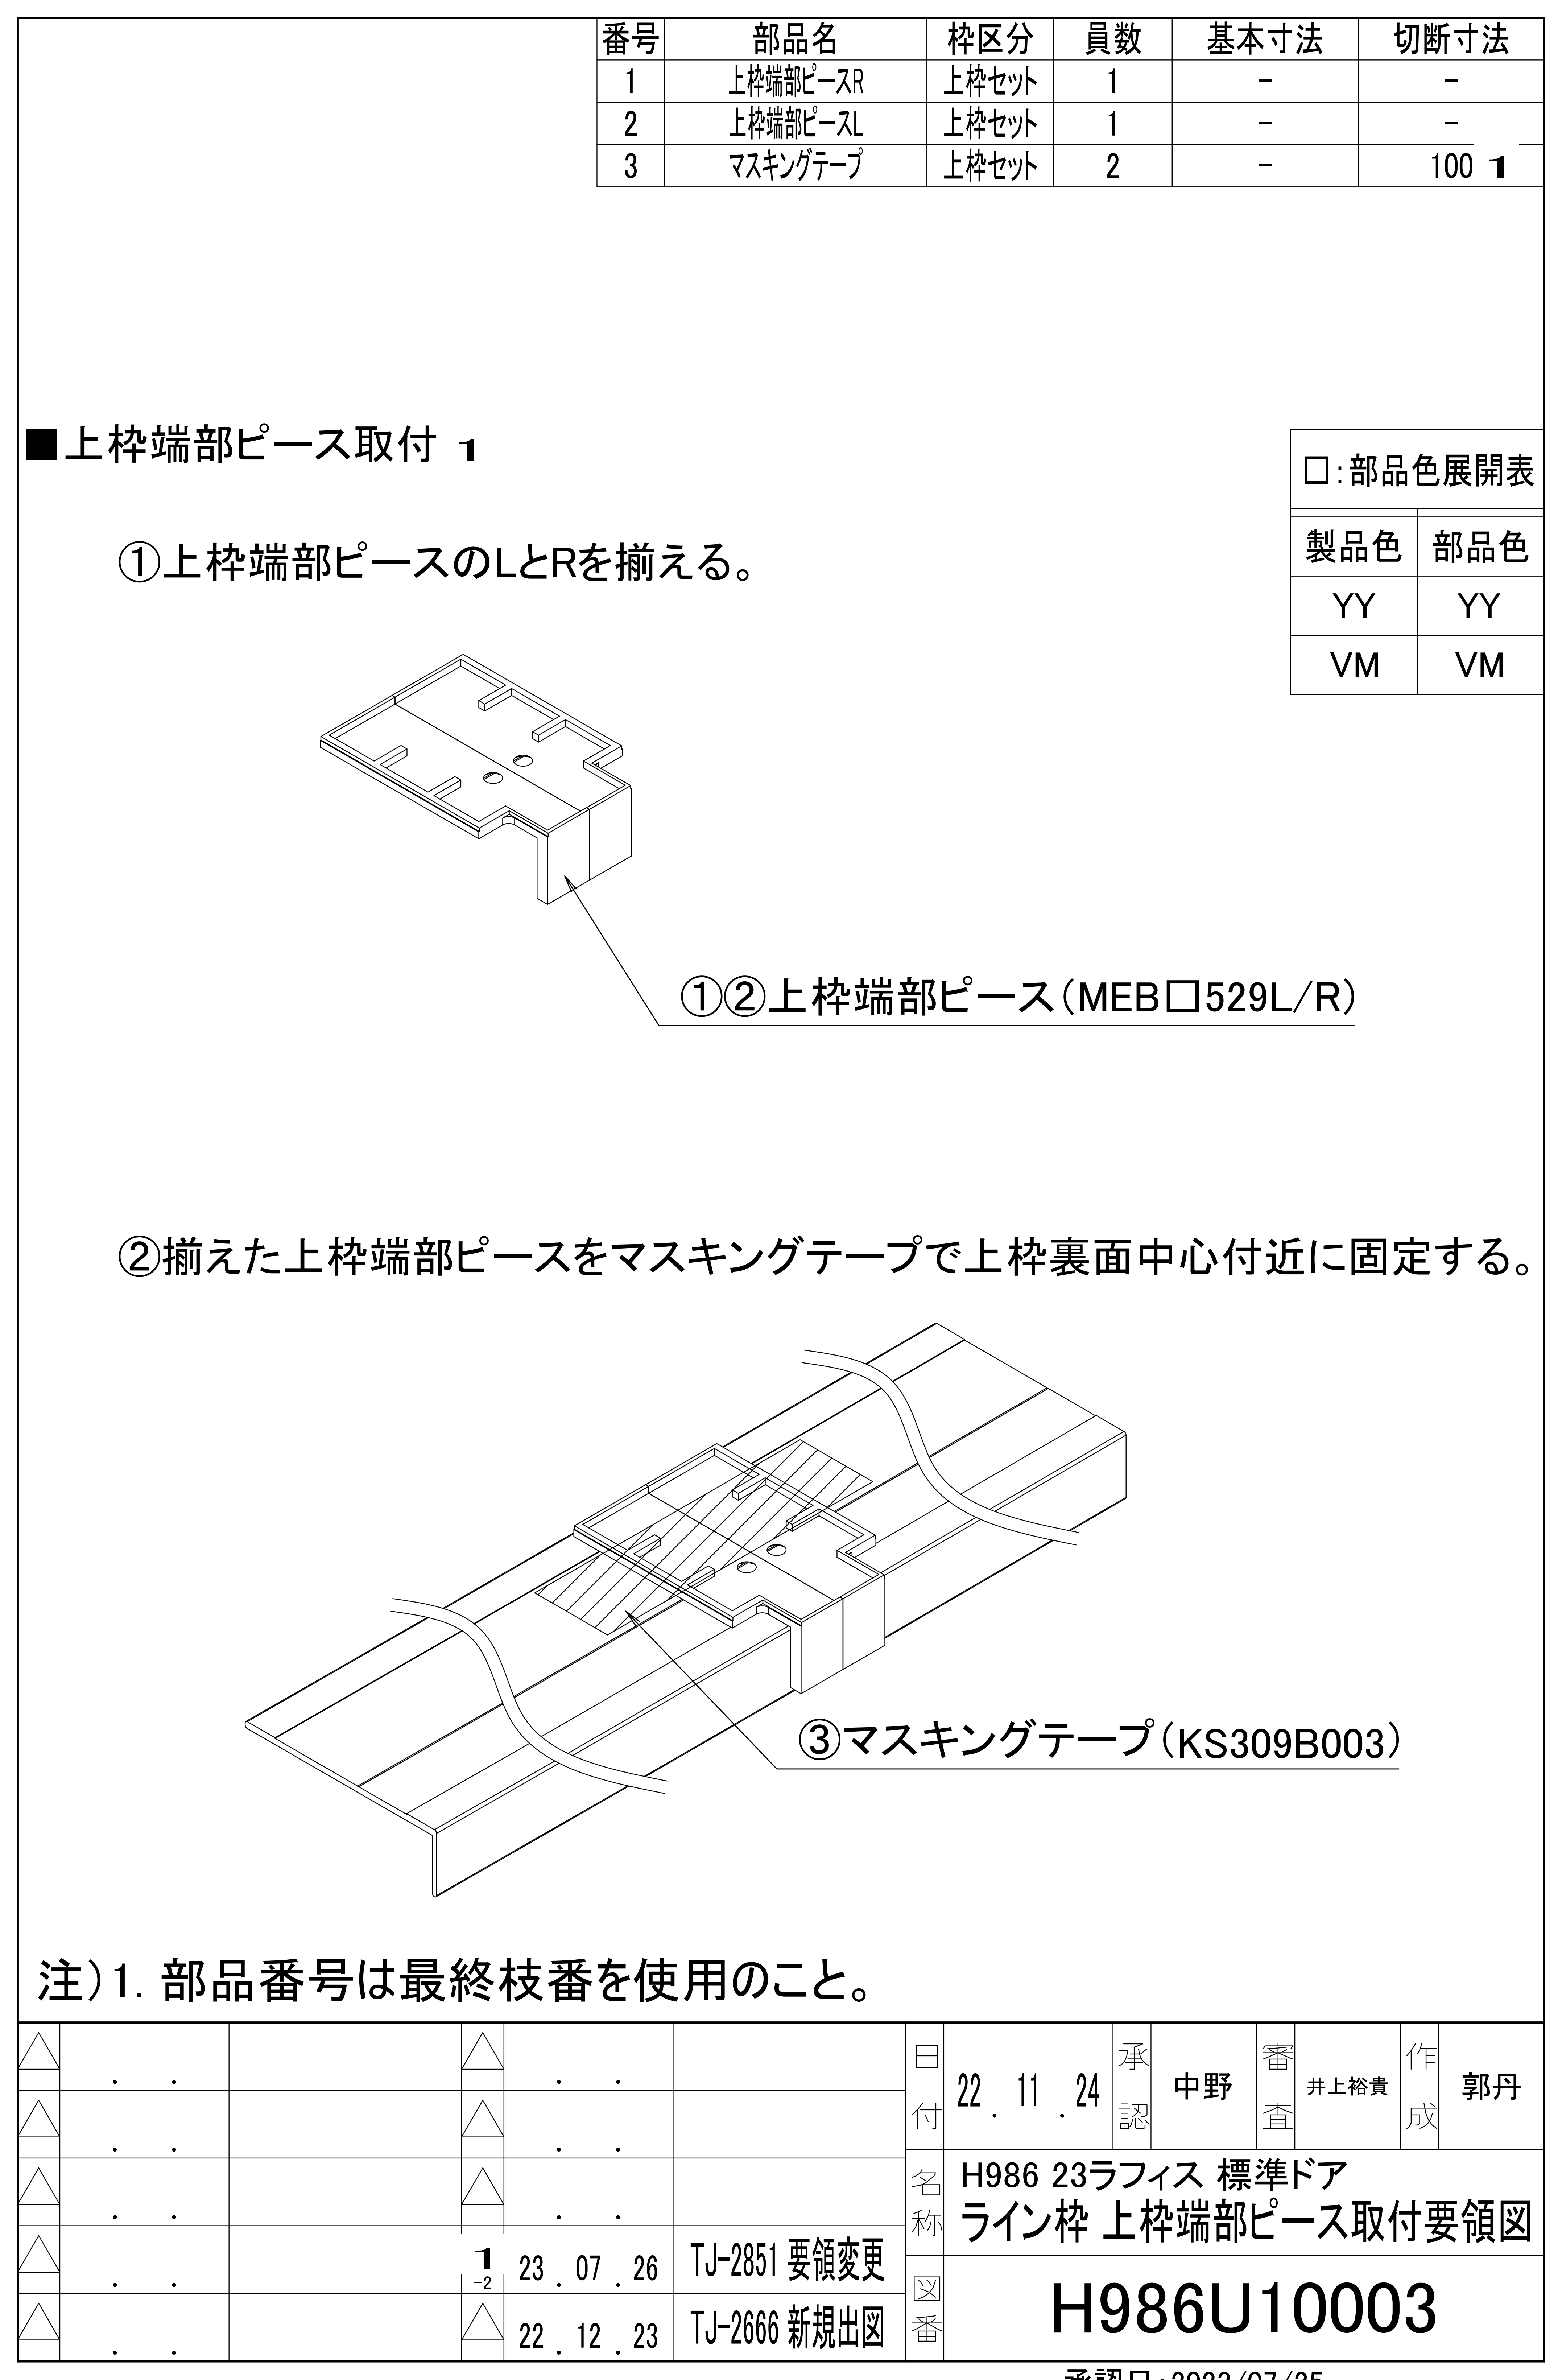 番号 部品名 枠区分 員数 基本寸法 切断寸法
1 上枠端部ピースR 上枠セット 1 - -
2 上枠端部ピースL 上枠セット 1 - -
3 マスキングテープ 上枠セット 2 - 100 1
■上枠端部ピース取付 1
□:部品色展開表
製品色 部品色
YY YY
VM VM
①上枠端部ピースのLとRを揃える。
①②上枠端部ピース(MEB□529L/R)
②揃えた上枠端部ピースをマスキングテープで上枠裏面中心付近に固定する。
③マスキングテープ(KS309B003)
注)1. 部品番号は最終枝番を使用のこと。
日付 22 . 11 . 24 承認 中野 審査 井上裕貴 作成 郭丹
名称 H986 23ラフィス 標準ドア
ライン枠 上枠端部ピース取付要領図
1 -2 23 . 07 . 26 TJ-2851 要領変更
22 . 12 . 23 TJ-2666 新規出図
図番 H986U10003